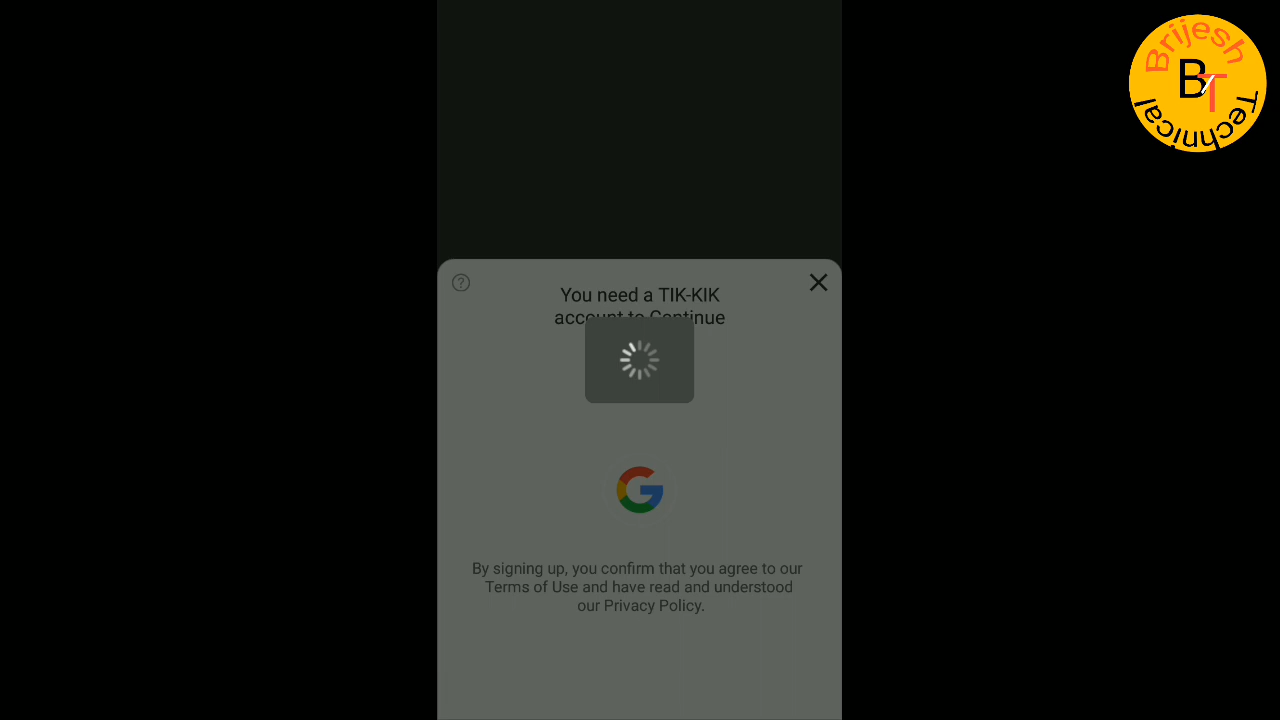 Brijesh
BT
Technical
?
You need a TIK-KIK
account to Continue
By signing up, you confirm that you agree to our
Terms of Use and have read and understood
our Privacy Policy.